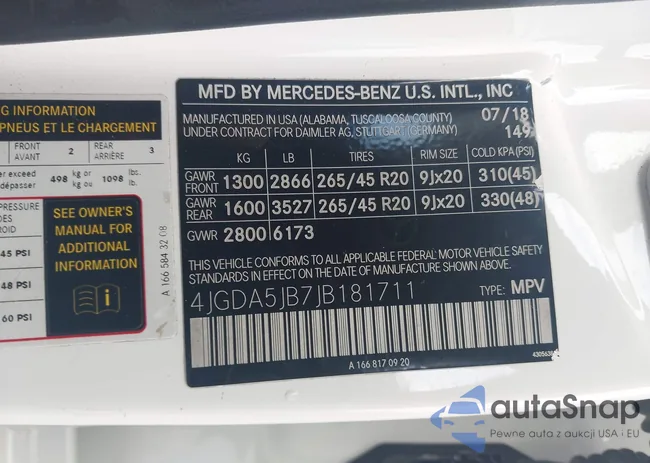 G INFORMATION
PNEUS ET LE CHARGEMENT
FRONT AVANT 2 REAR ARRIÈRE 3
er exceed
dépasser 498 kg or/ou 1098 lbs.
PRESSURE
45 PSI
48 PSI
60 PSI
SEE OWNER'S
MANUAL FOR
ADDITIONAL
INFORMATION
A 166 584 32 08
MFD BY MERCEDES-BENZ U.S. INTL., INC
MANUFACTURED IN USA (ALABAMA, TUSCALOOSA COUNTY) 07/18
UNDER CONTRACT FOR DAIMLER AG, STUTTGART (GERMANY) 149
KG LB TIRES RIM SIZE COLD KPA (PSI)
GAWR FRONT 1300 2866 265/45 R20 9Jx20 310(45)
GAWR REAR 1600 3527 265/45 R20 9Jx20 330(48)
GVWR 2800 6173
THIS VEHICLE CONFORMS TO ALL APPLICABLE FEDERAL MOTOR VEHICLE SAFETY
STANDARDS IN EFFECT ON THE DATE OF MANUFACTURE SHOWN ABOVE.
4JGDA5JB7JB181711 TYPE: MPV
A 166 817 09 20
autaSnap
Pewne auta z aukcji USA i EU